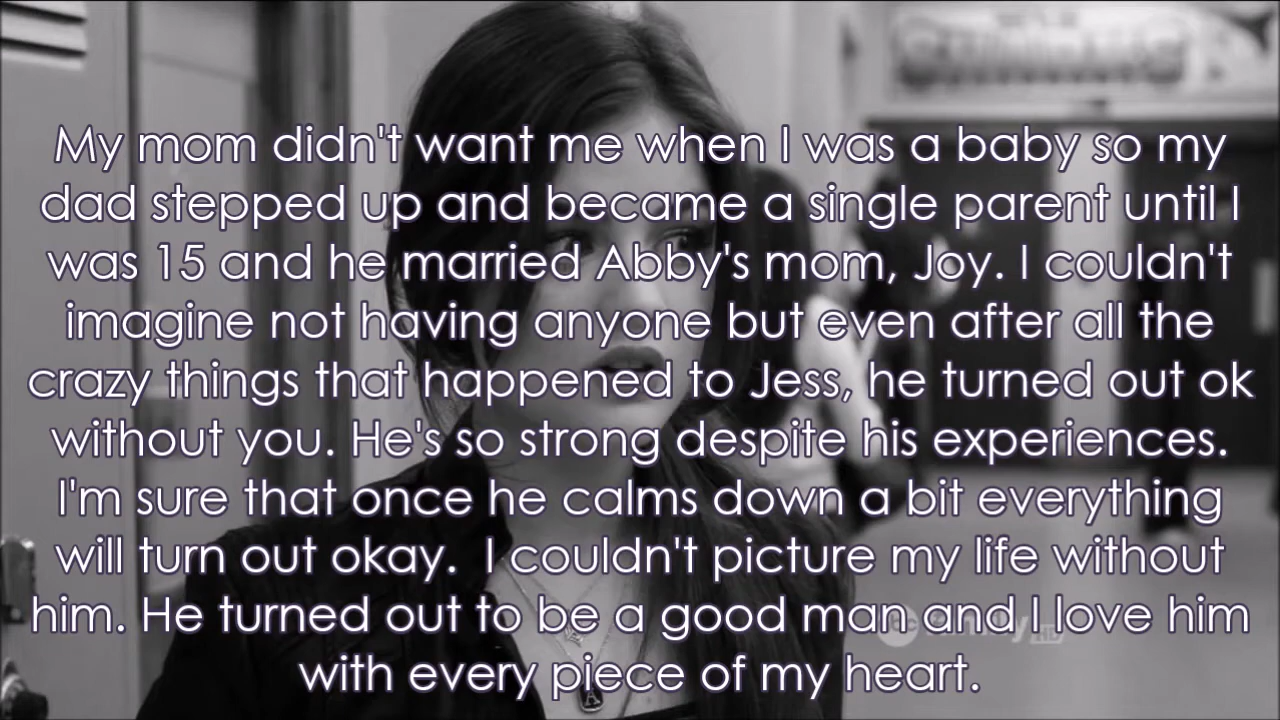 My mom didn't want me when I was a baby so my
dad stepped up and became a single parent until I
was 15 and he married Abby's mom, Joy. I couldn't
imagine not having anyone but even after all the
crazy things that happened to Jess, he turned out ok
without you. He's so strong despite his experiences.
I'm sure that once he calms down a bit everything
will turn out okay.  I couldn't picture my life without
him. He turned out to be a good man and I love him
with every piece of my heart.